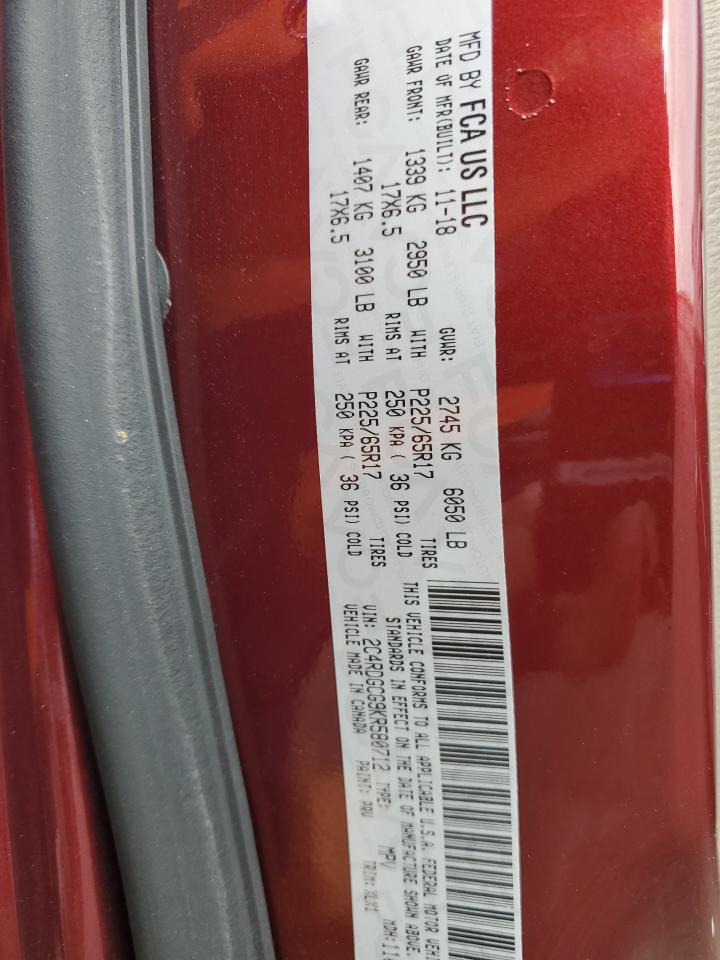 MFD BY FCA US LLC
DATE OF MFR(BUILT): 11-18 GVWR: 2745 KG 6050 LB
GAWR FRONT: 1339 KG 2950 LB WITH P225/65R17 TIRES
17X6.5 RIMS AT 250 KPA ( 36 PSI) COLD
GAWR REAR: 1407 KG 3100 LB WITH P225/65R17 TIRES
17X6.5 RIMS AT 250 KPA ( 36 PSI) COLD
THIS VEHICLE CONFORMS TO ALL APPLICABLE U.S.A. FEDERAL MOTOR VEH
STANDARDS IN EFFECT ON THE DATE OF MANUFACTURE SHOWN ABOVE.
VIN: 2C4RDGCG9KR580712 TYPE: MPV MDH:11
VEHICLE MADE IN CANADA PAINT: PRV TRIM: